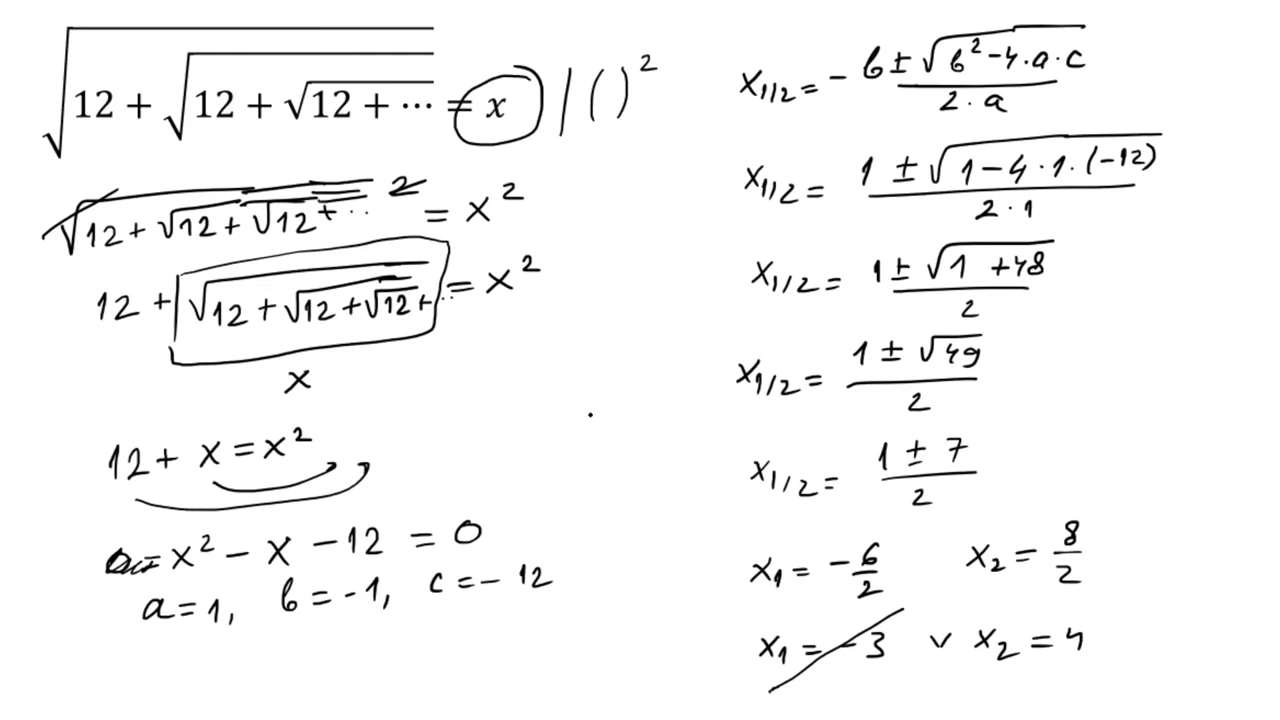 √(12 + √(12 + √(12 + ⋯))) = x | ( )²
√(12 + √(12 + √(12 + ...)))² = x²
12 + √(12 + √(12 + √(12 + ...))) = x²
x
12 + x = x²
x² - x - 12 = 0
a = 1, b = -1, c = - 12
x₁/₂ = - b ± √(b² - 4·a·c) / 2·a
x₁/₂ = 1 ± √(1 - 4·1·(-12)) / 2·1
x₁/₂ = 1 ± √(1 + 48) / 2
x₁/₂ = 1 ± √49 / 2
x₁/₂ = 1 ± 7 / 2
x₁ = - 6/2 x₂ = 8/2
x₁ = - 3 ∨ x₂ = 4